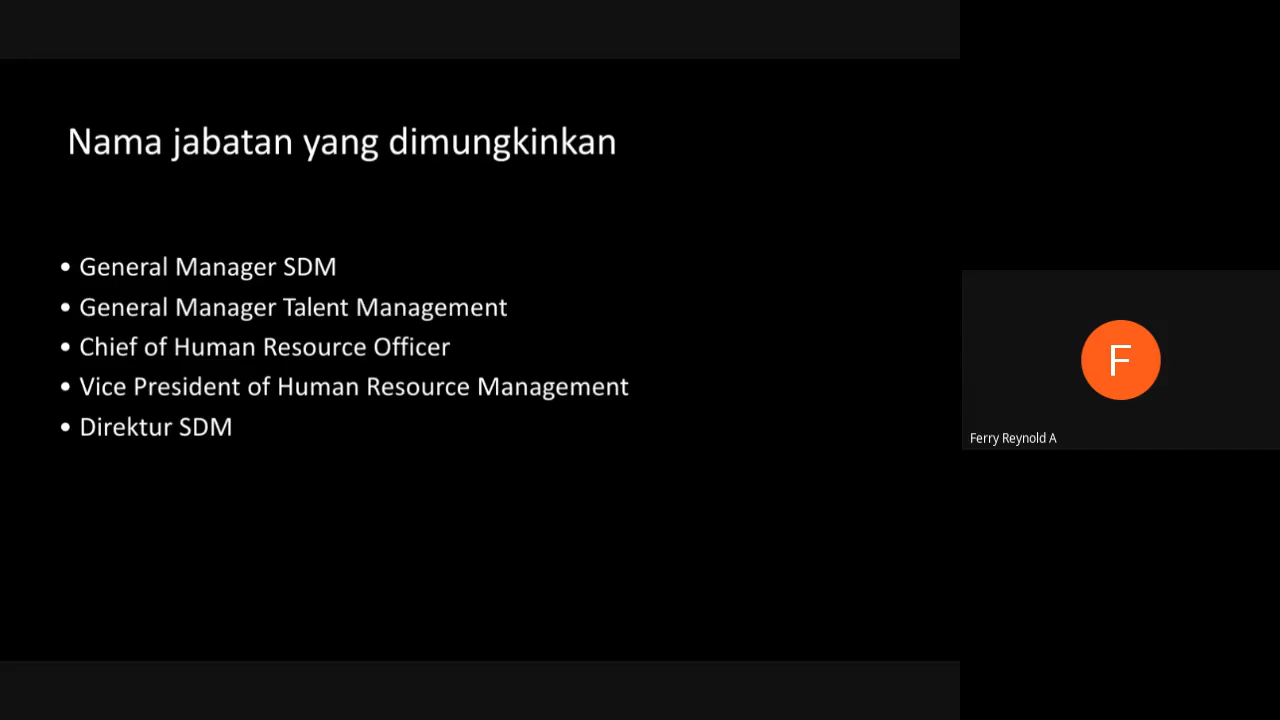 Nama jabatan yang dimungkinkan
• General Manager SDM
• General Manager Talent Management
• Chief of Human Resource Officer
• Vice President of Human Resource Management
• Direktur SDM
F
Ferry Reynold A